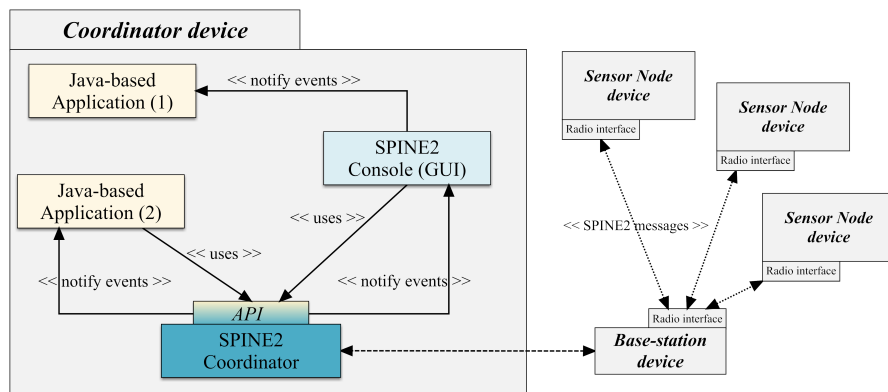 Coordinator device
Java-based
Application (1)
<< notify events >>
SPINE2
Console (GUI)
Java-based
Application (2)
<< uses >>
<< uses >>
<< notify events >>
<< notify events >>
API
SPINE2
Coordinator
Sensor Node
device
Radio interface
Sensor Node
device
Radio interface
Sensor Node
device
Radio interface
<< SPINE2 messages >>
Radio interface
Base-station
device